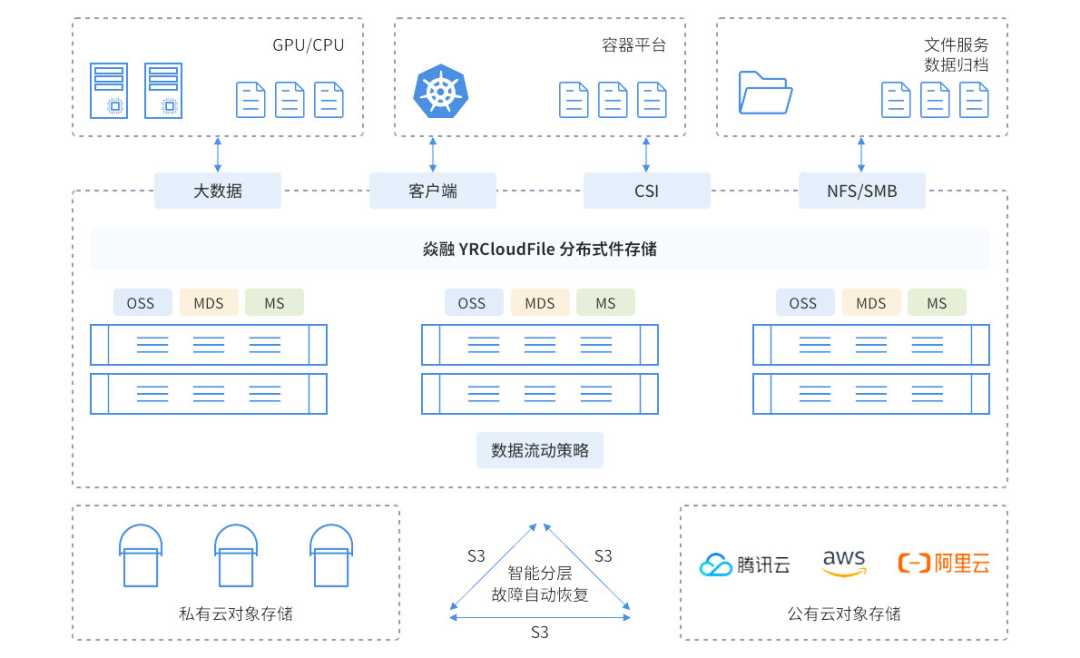 GPU/CPU
容器平台
文件服务
数据归档
大数据
客户端
CSI
NFS/SMB
焱融 YRCloudFile 分布式件存储
OSS MDS MS
OSS MDS MS
OSS MDS MS
数据流动策略
私有云对象存储
S3
S3
智能分层
故障自动恢复
S3
腾讯云
aws
阿里云
公有云对象存储